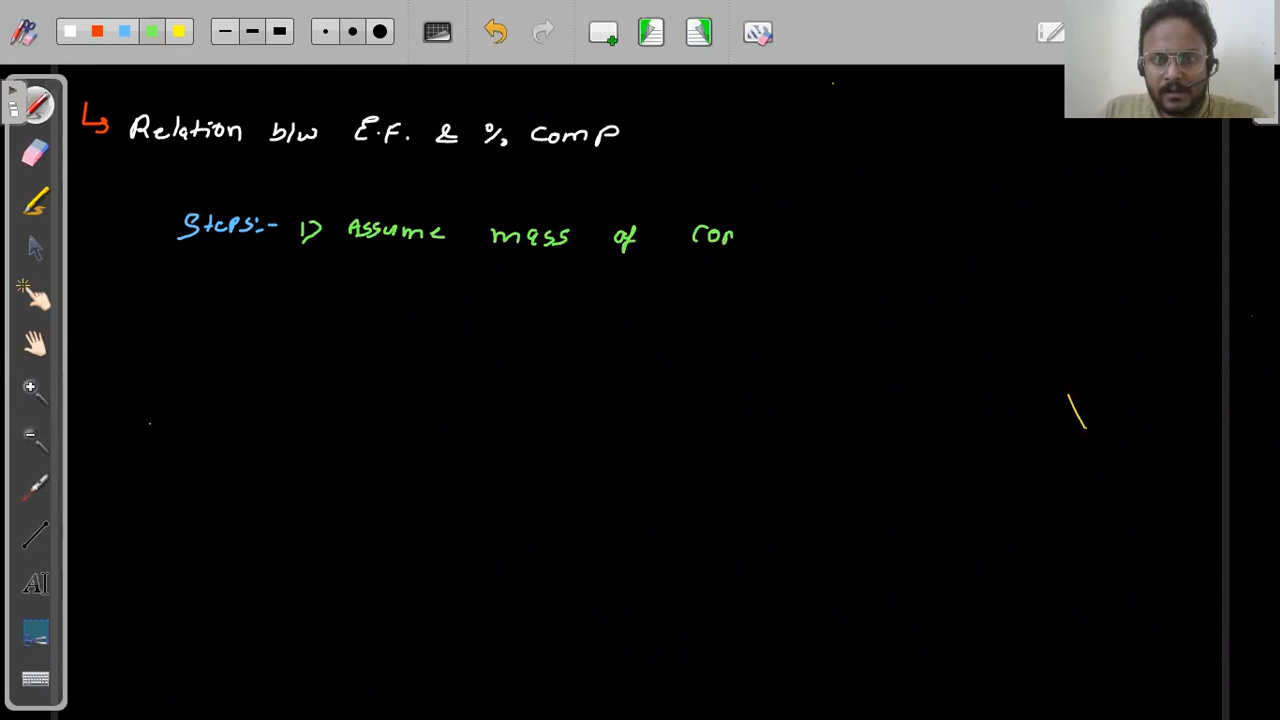 Relation b/w E.F. & % comp
Steps:- 1) Assume mass of com